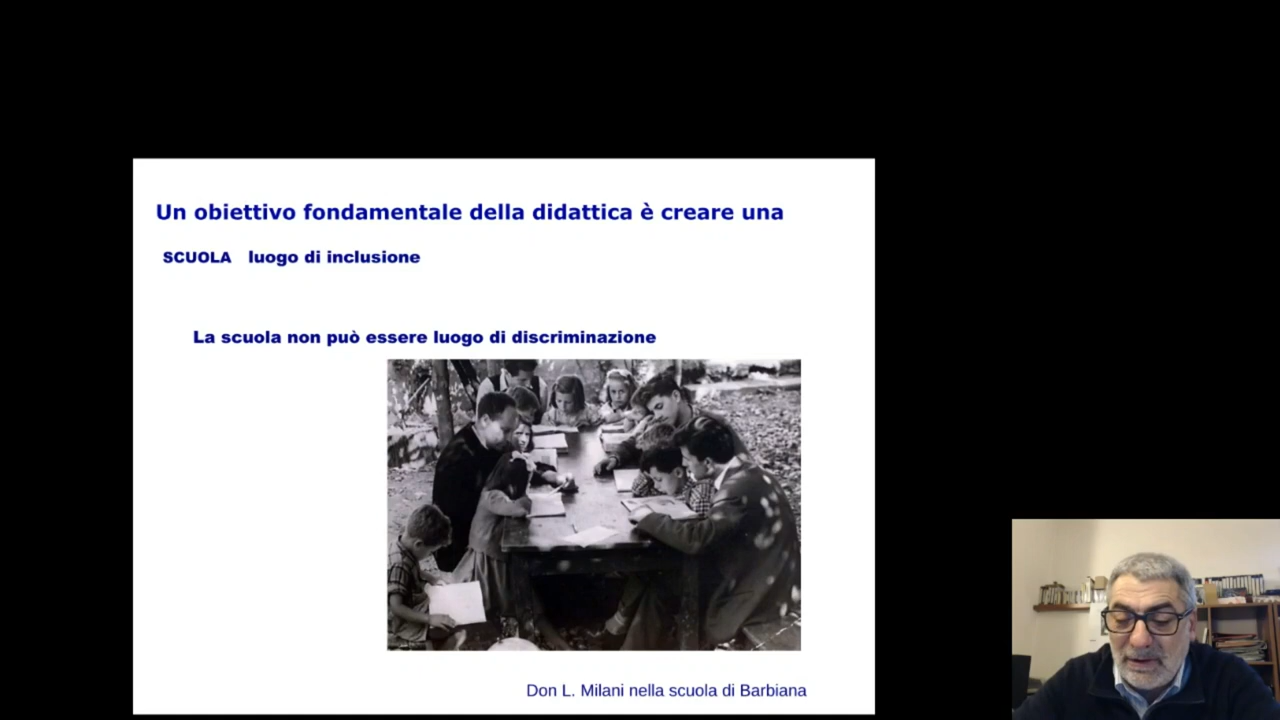 Un obiettivo fondamentale della didattica è creare una
SCUOLA luogo di inclusione
La scuola non può essere luogo di discriminazione
Don L. Milani nella scuola di Barbiana